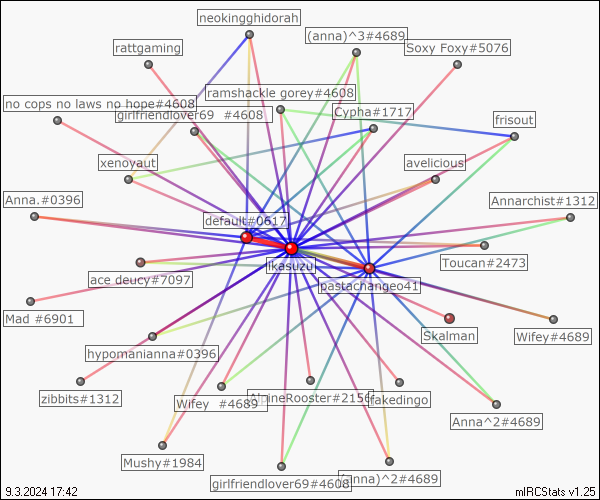 neokingghidorah
(anna)^3#4689
rattgaming
Soxy Foxy#5076
ramshackle gorey#4608
no cops no laws no hope#4608
girlfriendlover69 #4608
Cypha#1717
frisout
xenoyaut
avelicious
Anna.#0396
Annarchist#1312
default#0617
Toucan#2473
ikasuzu
ace deucy#7097
pastachangeo41
Mad #6901
Skalman
Wifey#4689
hypomanianna#0396
zibbits#1312
Wifey #4689
AlpineRooster#2156
fakedingo
Anna^2#4689
Mushy#1984
girlfriendlover69#4608
(anna)^2#4689
9.3.2024 17:42
mIRCStats v1.25